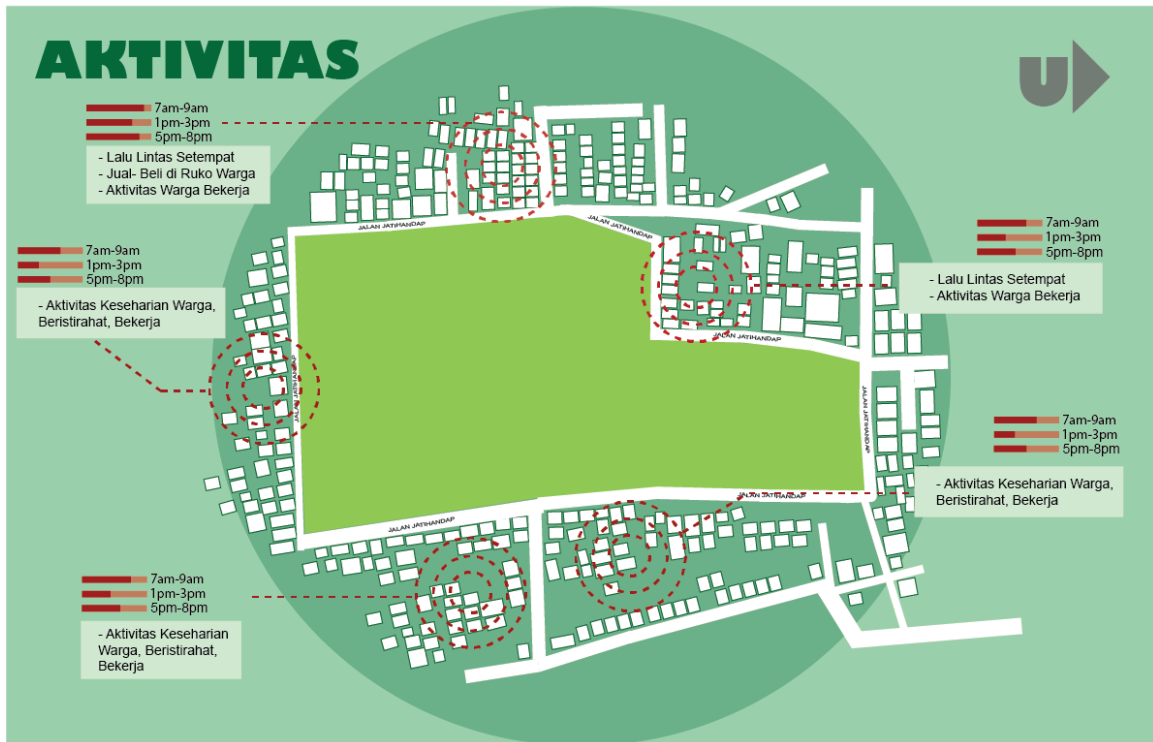 AKTIVITAS
U
7am-9am
1pm-3pm
5pm-8pm
- Lalu Lintas Setempat
- Jual- Beli di Ruko Warga
- Aktivitas Warga Bekerja
JALAN JATIHANDAP
JALAN JATIHANDAP
7am-9am
1pm-3pm
5pm-8pm
- Lalu Lintas Setempat
- Aktivitas Warga Bekerja
7am-9am
1pm-3pm
5pm-8pm
- Aktivitas Keseharian Warga,
Beristirahat, Bekerja
JALAN JATIHANDAP
JALAN JATIHANDAP
JALAN JATIHANDAP
7am-9am
1pm-3pm
5pm-8pm
- Aktivitas Keseharian Warga,
Beristirahat, Bekerja
JALAN JATIHANDAP
JALAN JATIHANDAP
7am-9am
1pm-3pm
5pm-8pm
- Aktivitas Keseharian
Warga, Beristirahat,
Bekerja